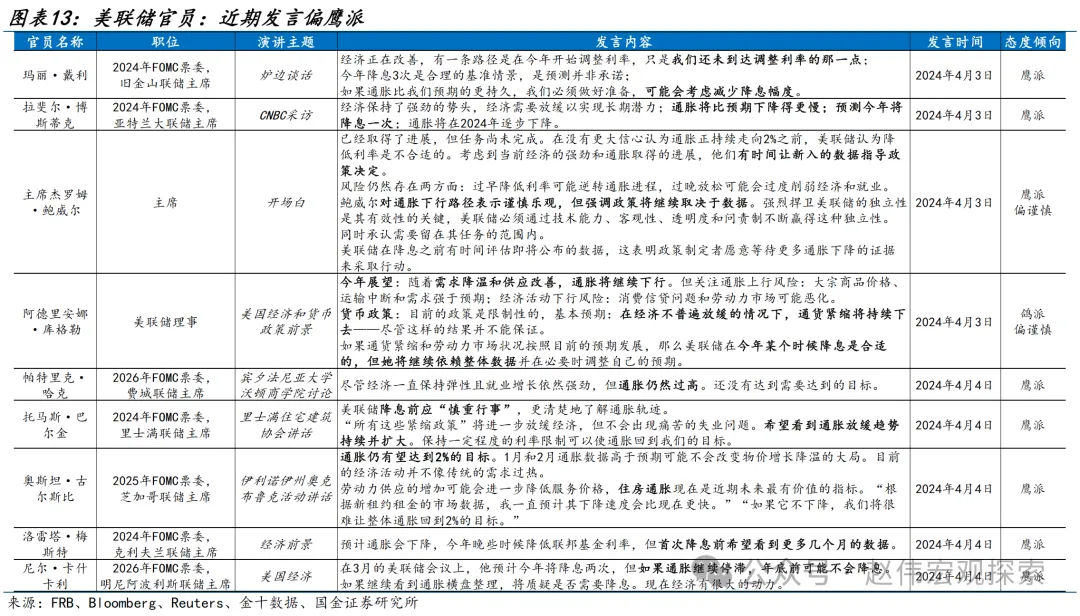 图表13：美联储官员：近期发言偏鹰派
官员名称 职位 演讲主题 发言内容 发言时间 态度倾向
玛丽·戴利
2024年FOMC票委，
旧金山联储主席
炉边谈话
经济正在改善，有一条路径是在今年开始调整利率，只是我们还未到达调整利率的那一点；
今年降息3次是合理的基准情景，是预测并非承诺；
如果通胀比我们预期的更持久，我们必须做好准备，可能会考虑减少降息幅度。
2024年4月3日
鹰派
拉斐尔·博
斯蒂克
2024年FOMC票委，
亚特兰大联储主席
CNBC采访
经济保持了强劲的势头，经济需要放缓以实现长期潜力；通胀将比预期下降得更慢；预测今年将
降息一次；通胀将在2024年逐步下降。
2024年4月3日
鹰派
主席杰罗姆
·鲍威尔
主席
开场白
已经取得了进展，但任务尚未完成。在没有更大信心认为通胀正持续走向2%之前，美联储认为降
低利率是不合适的。考虑到当前经济的强劲和通胀取得的进展，他们有时间让新入的数据指导政
策决定。
风险仍然存在两方面：过早降低利率可能逆转通胀进程，过晚放松可能会过度削弱经济和就业。
鲍威尔对通胀下行路径表示谨慎乐观，但强调政策将继续取决于数据。强烈捍卫美联储的独立性
是其有效性的关键，美联储必须通过技术能力、客观性、透明度和问责制不断赢得这种独立性。
同时承认需要留在其任务的范围内。
美联储在降息之前有时间评估即将公布的数据，这表明政策制定者愿意等待更多通胀下降的证据
来采取行动。
2024年4月3日
鹰派
偏谨慎
阿德里安娜
·库格勒
美联储理事
美国经济和货币
政策前景
今年展望：随着需求降温和供应改善，通胀将继续下行。但关注通胀上行风险：大宗商品价格、
运输中断和需求强于预期；经济活动下行风险：消费信贷问题和劳动力市场可能恶化。
货币政策：目前的政策是限制性的，基本预期：在经济不普遍放缓的情况下，通货紧缩将持续下
去——尽管这样的结果并不能保证。
如果通货紧缩和劳动力市场状况按照目前的预期发展，那么美联储在今年某个时候降息是合适
的，但她将继续依赖整体数据并在必要时调整自己的预期。
2024年4月3日
鸽派
偏谨慎
帕特里克·
哈克
2026年FOMC票委，
费城联储主席
宾夕法尼亚大学
沃顿商学院讨论
尽管经济一直保持弹性且就业增长依然强劲，但通胀仍然过高。还没有达到需要达到的目标。
2024年4月4日
鹰派
托马斯·巴
尔金
2024年FOMC票委，
里士满联储主席
里士满住宅建筑
协会讲话
美联储降息前应“慎重行事”，更清楚地了解通胀轨迹。
“所有这些紧缩政策”将进一步放缓经济，但不会出现痛苦的失业问题。希望看到通胀放缓趋势
持续并扩大。保持一定程度的利率限制可以使通胀回到我们的目标。
2024年4月4日
鹰派
奥斯坦·古
尔斯比
2025年FOMC票委，
芝加哥联储主席
伊利诺伊州奥克
布鲁克活动讲话
通胀仍有望达到2%的目标。1月和2月通胀数据高于预期可能不会改变物价增长降温的大局。目前
的经济活动并不像传统的需求过热。
劳动力供应的增加可能会进一步降低服务价格，住房通胀现在是近期未来最有价值的指标。“根
据新租约租金的市场数据，我一直预计其下降速度会比现在更快。”“如果它不下降，我们将很
难让整体通胀回到2%的目标。”
2024年4月4日
鹰派
洛雷塔·梅
斯特
2024年FOMC票委，
克利夫兰联储主席
经济前景
预计通胀会下降，今年晚些时候降低联邦基金利率，但首次降息前希望看到更多几个月的数据。
2024年4月4日
鹰派
尼尔·卡什
卡利
2026年FOMC票委，
明尼阿波利斯联储主席
美国经济
在3月的美联储会议上，他预计今年将降息两次，但如果通胀继续停滞，年底前可能不会降息。
如果继续看到通胀横盘整理，将质疑是否需要降息。现在经济有很大的动力。
2024年4月4日
鹰派
公众号 · 赵伟宏观探索
来源：FRB、Bloomberg、Reuters、金十数据、国金证券研究所